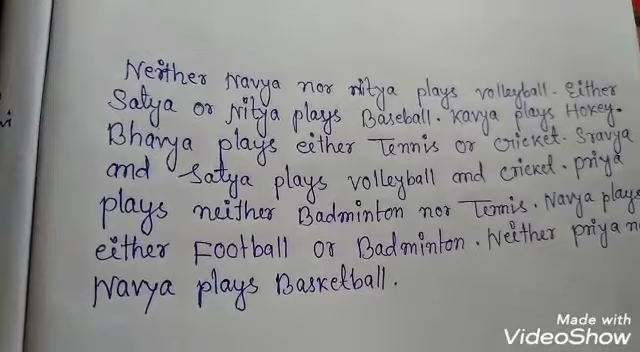 Neither Navya nor Nitya plays volleyball. Either
Satya or Nitya plays Baseball. Kavya plays Hokey.
Bhavya plays either Tennis or cricket. Sravya
and Satya plays volleyball and cricket. priya
plays neither Badminton nor Tennis. Navya plays
either Football or Badminton. Neither priya n
Navya plays Basketball.
Made with
VideoShow